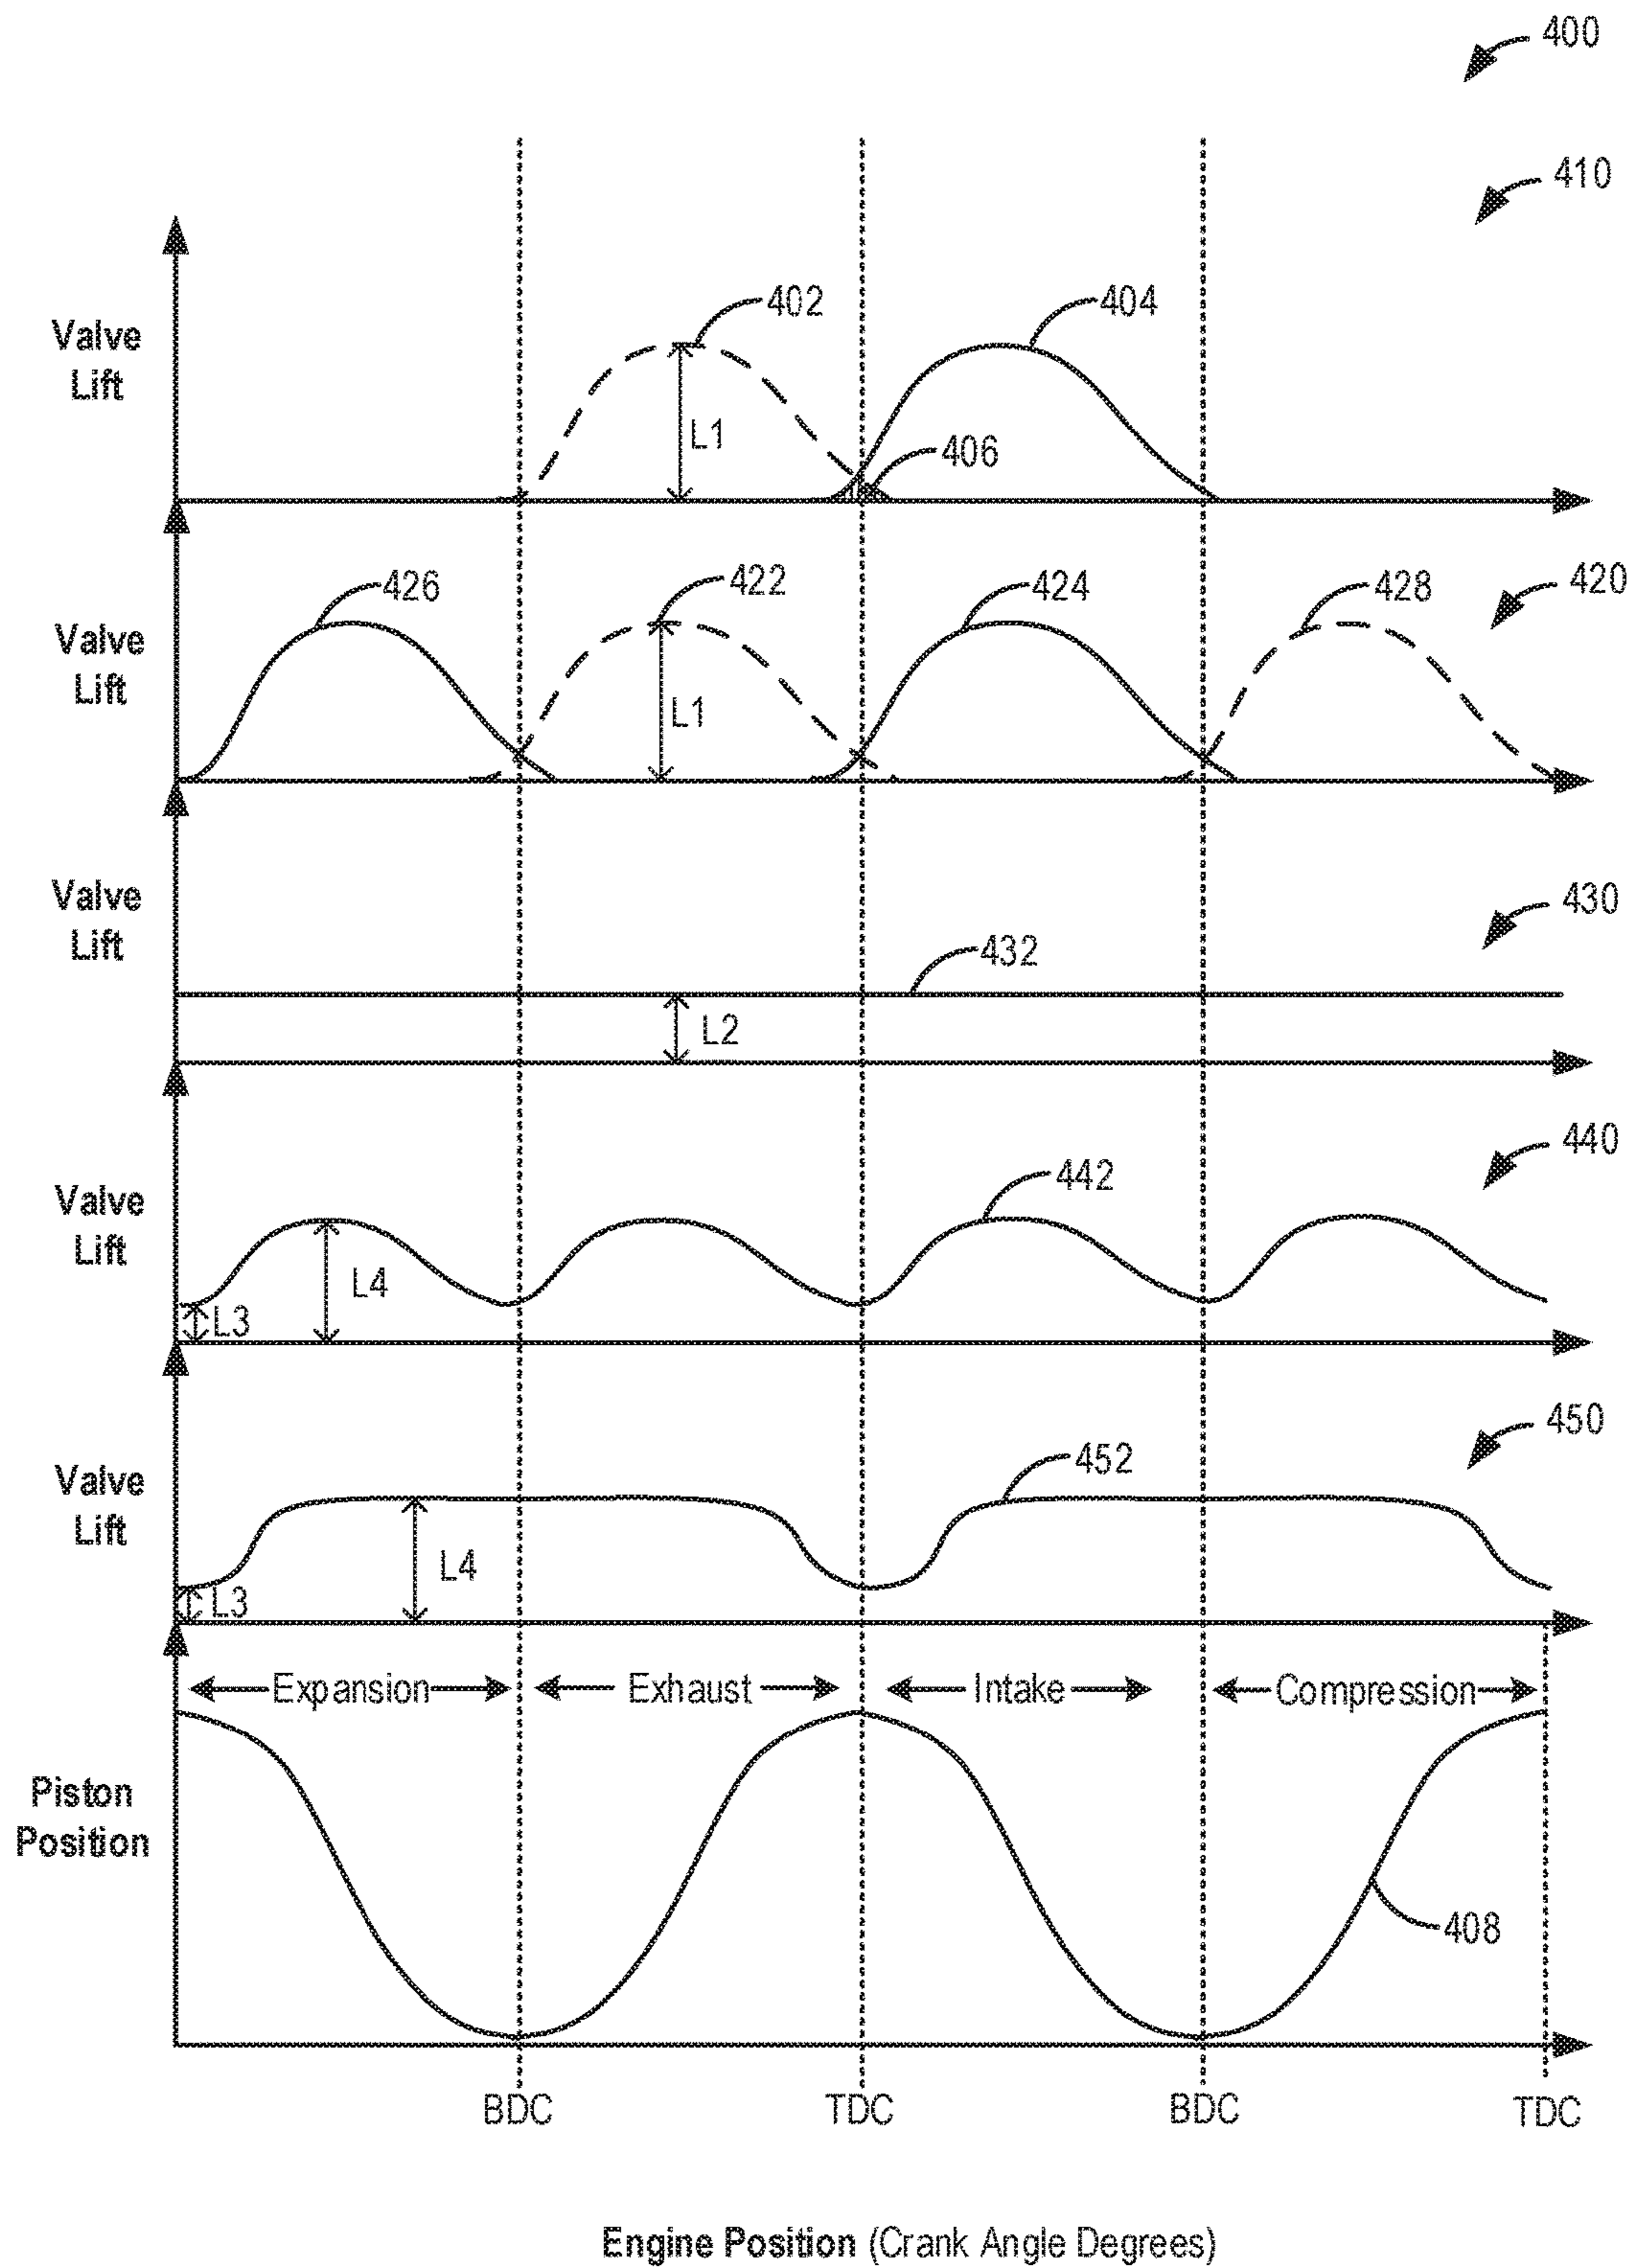 400
410
402
404
Valve
Lift
L1
406
426
422
424
428
420
Valve
Lift
L1
430
Valve
Lift
432
L2
440
442
Valve
Lift
L4
L3
450
452
Valve
Lift
L4
L3
Expansion Exhaust Intake Compression
Piston
Position
408
BDC TDC BDC TDC
Engine Position (Crank Angle Degrees)